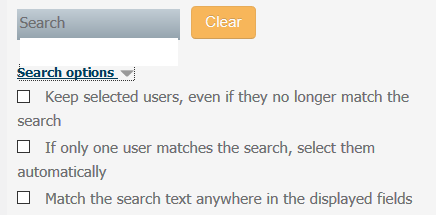 Search Clear
Search options
Keep selected users, even if they no longer match the
search
If only one user matches the search, select them
automatically
Match the search text anywhere in the displayed fields